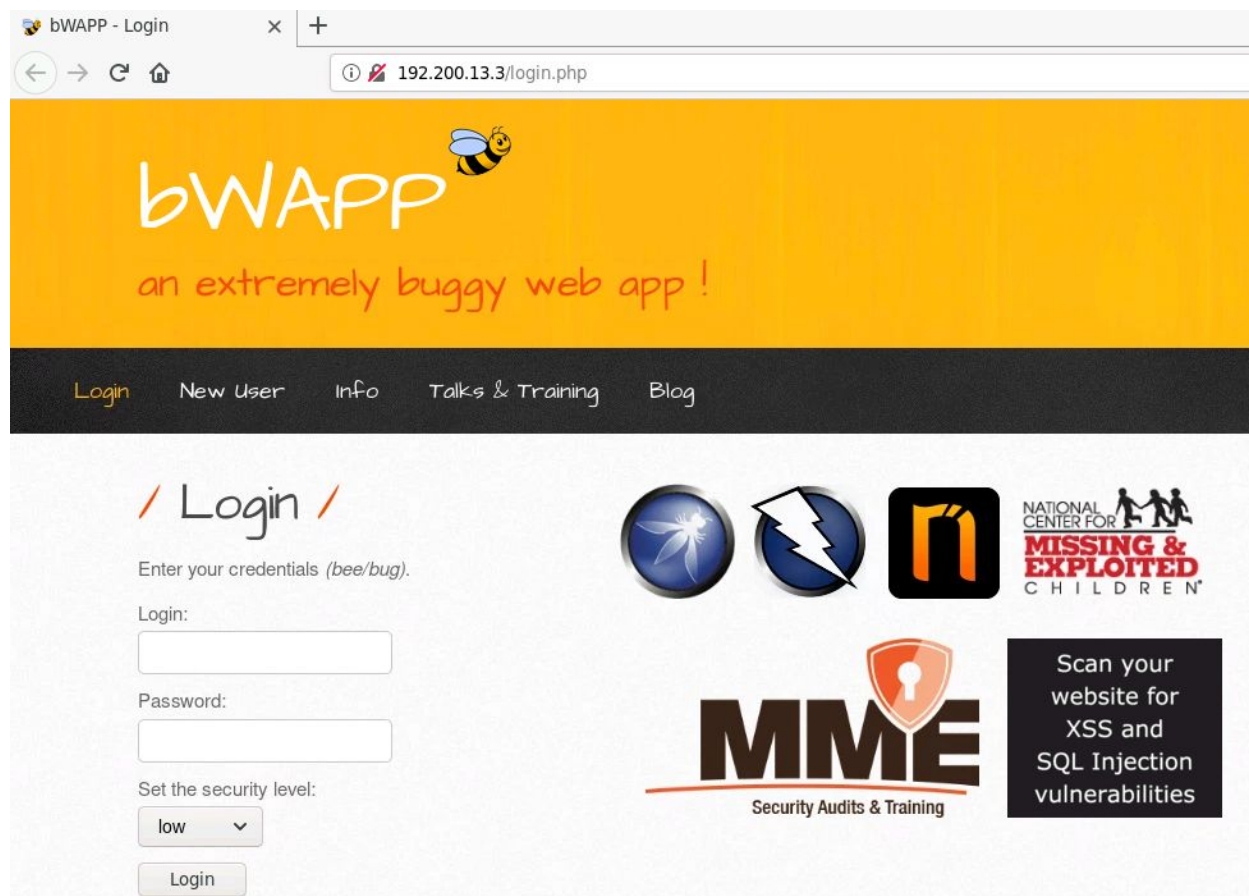 bWAPP - Login
192.200.13.3/login.php
bWAPP
an extremely buggy web app !
Login New User Info Talks & Training Blog
/ Login /
Enter your credentials (bee/bug).
Login:
Password:
Set the security level:
low
Login
n
NATIONAL
CENTER FOR
MISSING &
EXPLOITED
CHILDREN
MME
Security Audits & Training
Scan your
website for
XSS and
SQL Injection
vulnerabilities